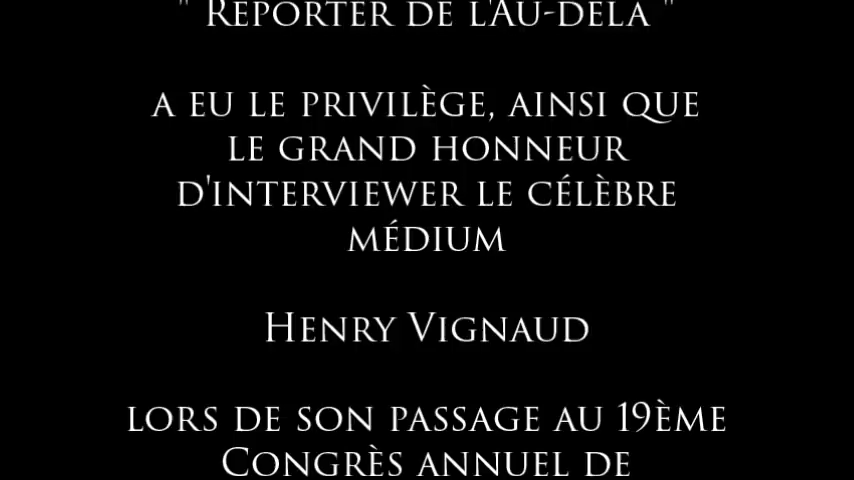 " Reporter de l'Au-delà "
a eu le privilège, ainsi que
le grand honneur
d'interviewer le célèbre
médium
Henry Vignaud
lors de son passage au 19ème
Congrès annuel de